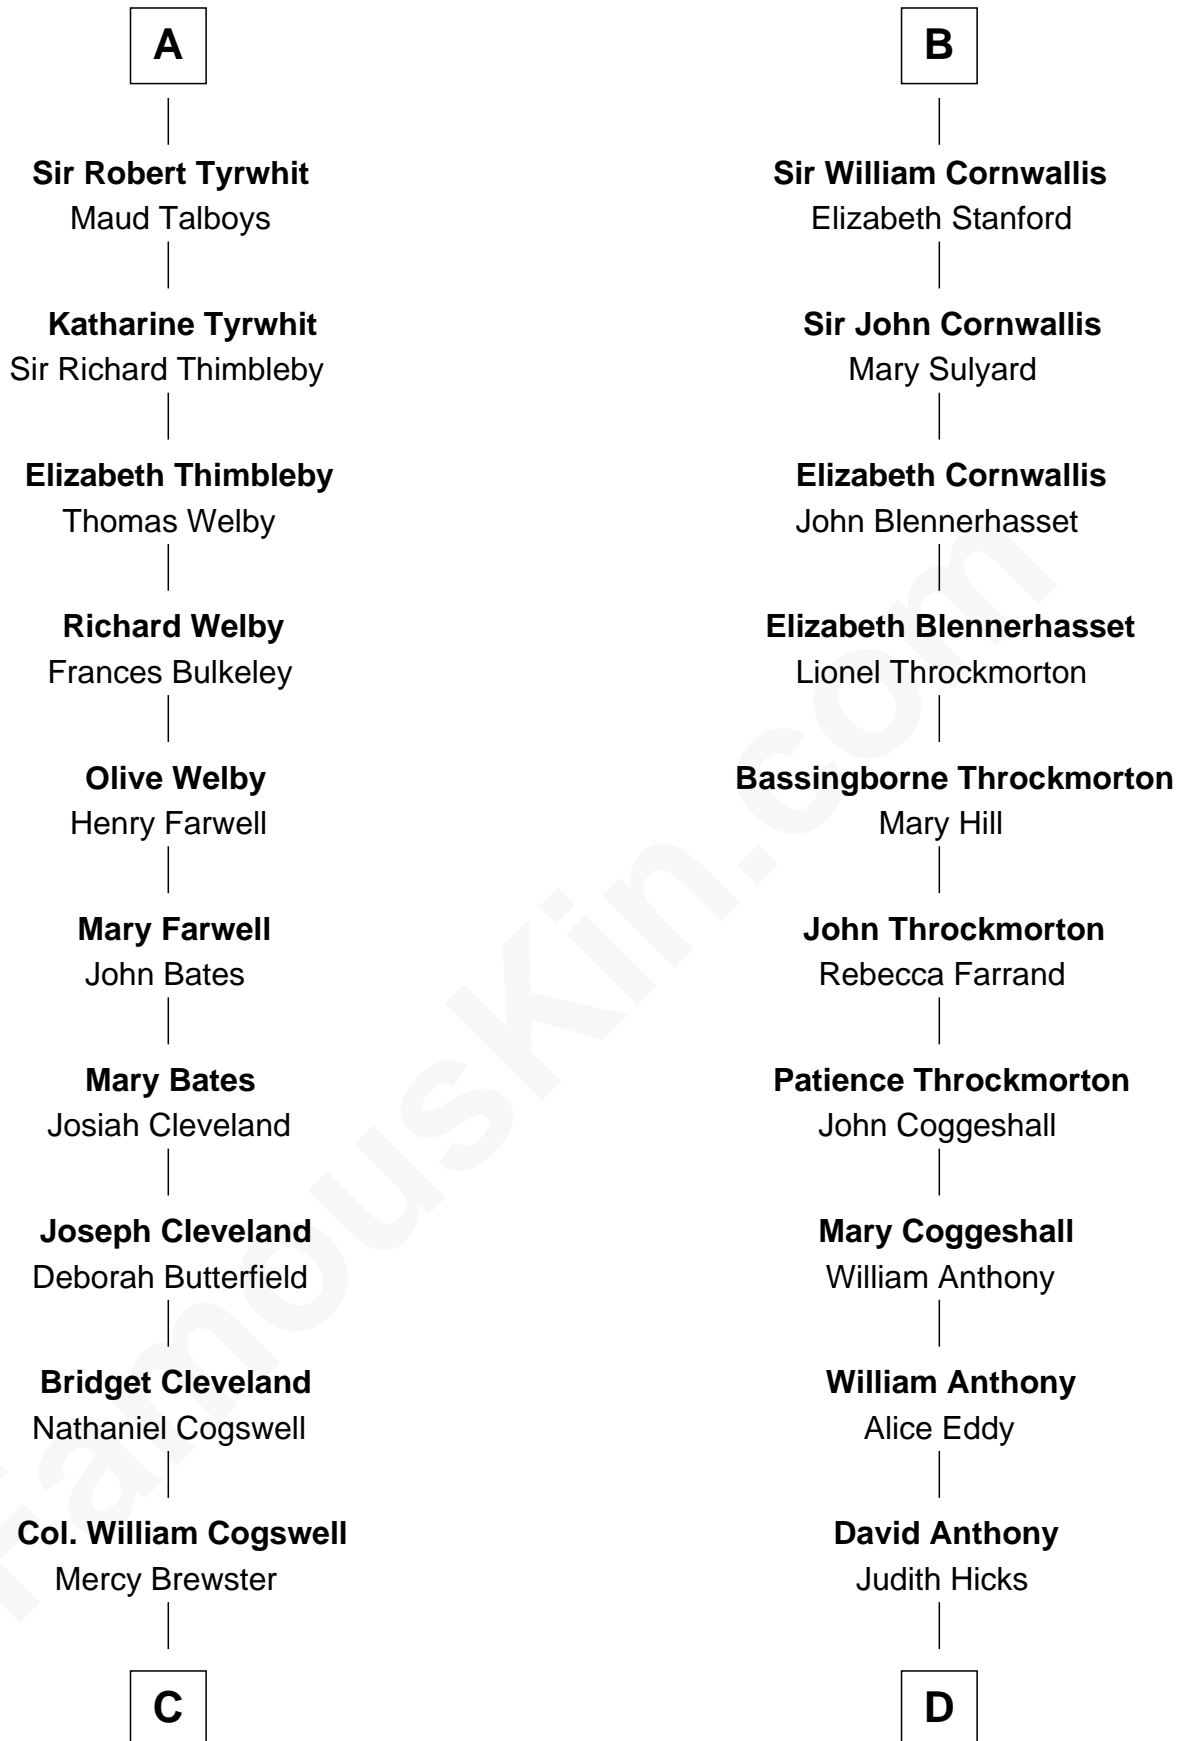 A
Sir Robert Tyrwhit
Maud Talboys
Katharine Tyrwhit
Sir Richard Thimbleby
Elizabeth Thimbleby
Thomas Welby
Richard Welby
Frances Bulkeley
Olive Welby
Henry Farwell
Mary Farwell
John Bates
Mary Bates
Josiah Cleveland
Joseph Cleveland
Deborah Butterfield
Bridget Cleveland
Nathaniel Cogswell
Col. William Cogswell
Mercy Brewster
C
B
Sir William Cornwallis
Elizabeth Stanford
Sir John Cornwallis
Mary Sulyard
Elizabeth Cornwallis
John Blennerhasset
Elizabeth Blennerhasset
Lionel Throckmorton
Bassingborne Throckmorton
Mary Hill
John Throckmorton
Rebecca Farrand
Patience Throckmorton
John Coggeshall
Mary Coggeshall
William Anthony
William Anthony
Alice Eddy
David Anthony
Judith Hicks
D
FamousKin.com